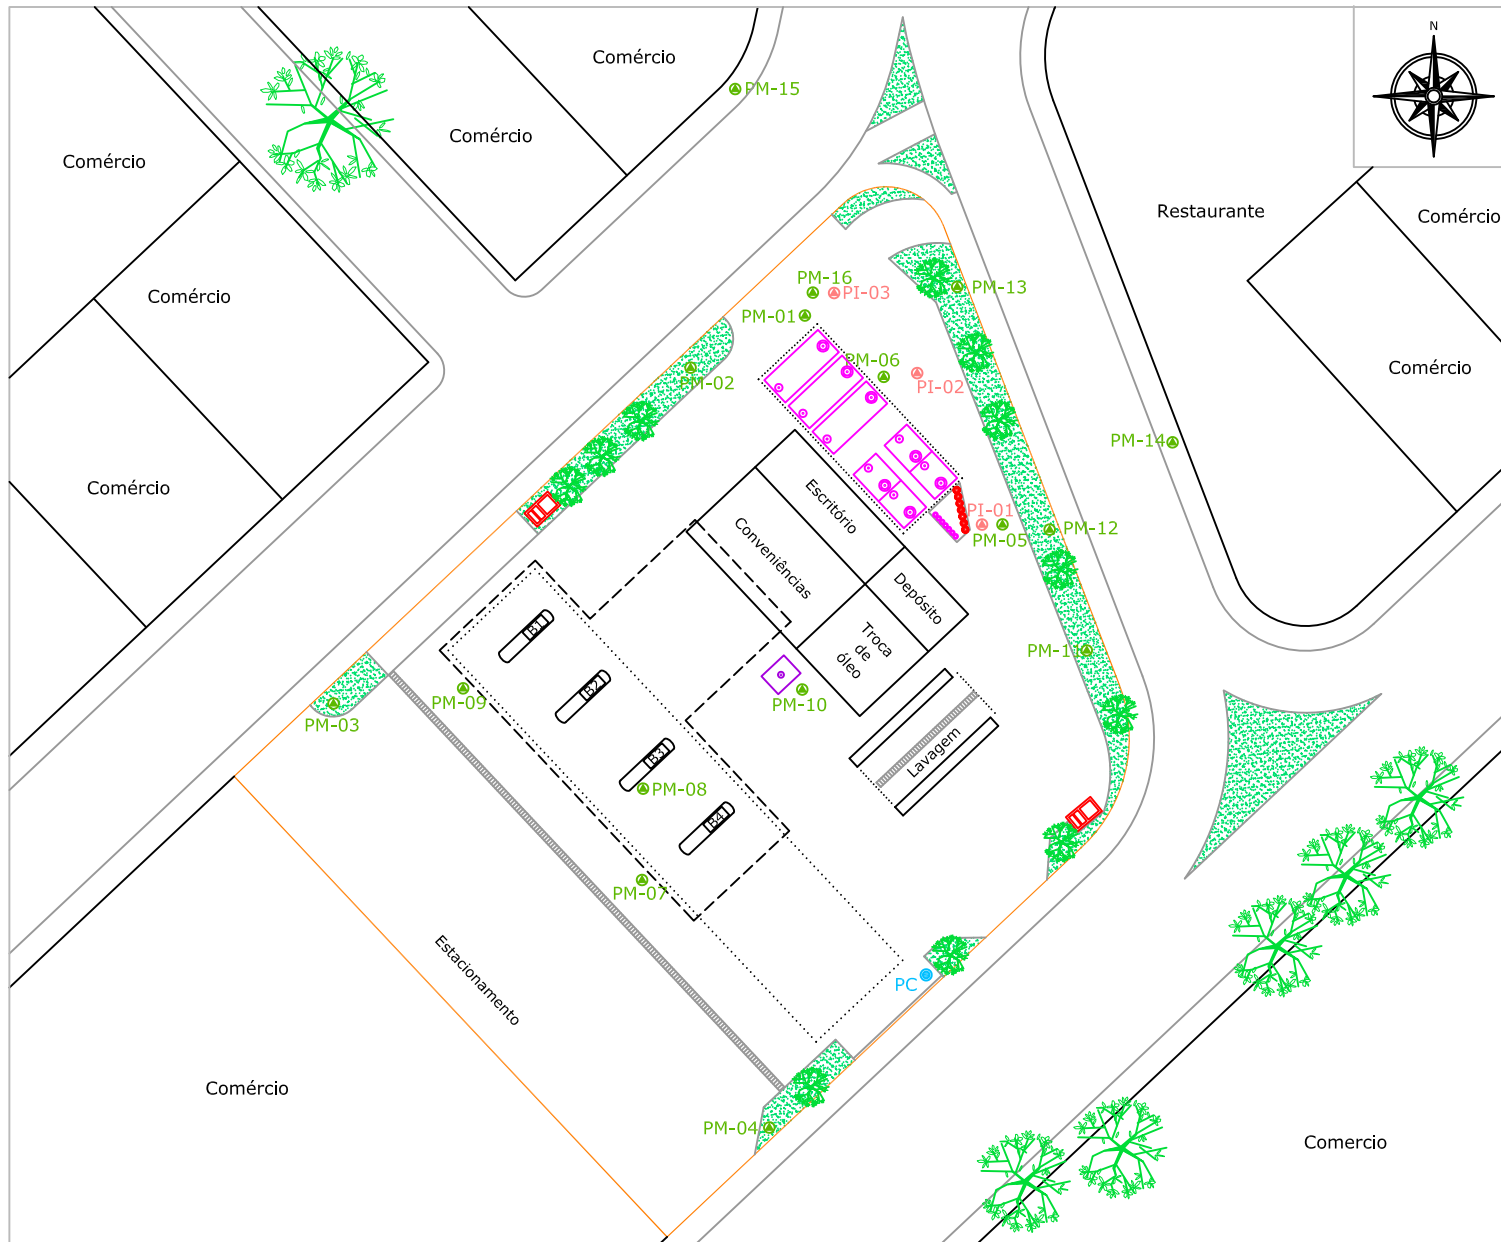 N
Comércio
PM-15
Comércio
Comércio
Restaurante
Comércio
PM-16
PI-03
PM-13
Comércio
PM-01
PM-06
Comércio
PM-02
PI-02
PM-14
Comércio
Escritório
PI-01
PM-12
PM-05
Conveniências
Depósito
B1
Troca
de
óleo
PM-11
B2
PM-09
PM-10
PM-03
B3
Lavagem
PM-08
B4
PM-07
Estacionamento
PC
Comércio
PM-04
Comercio